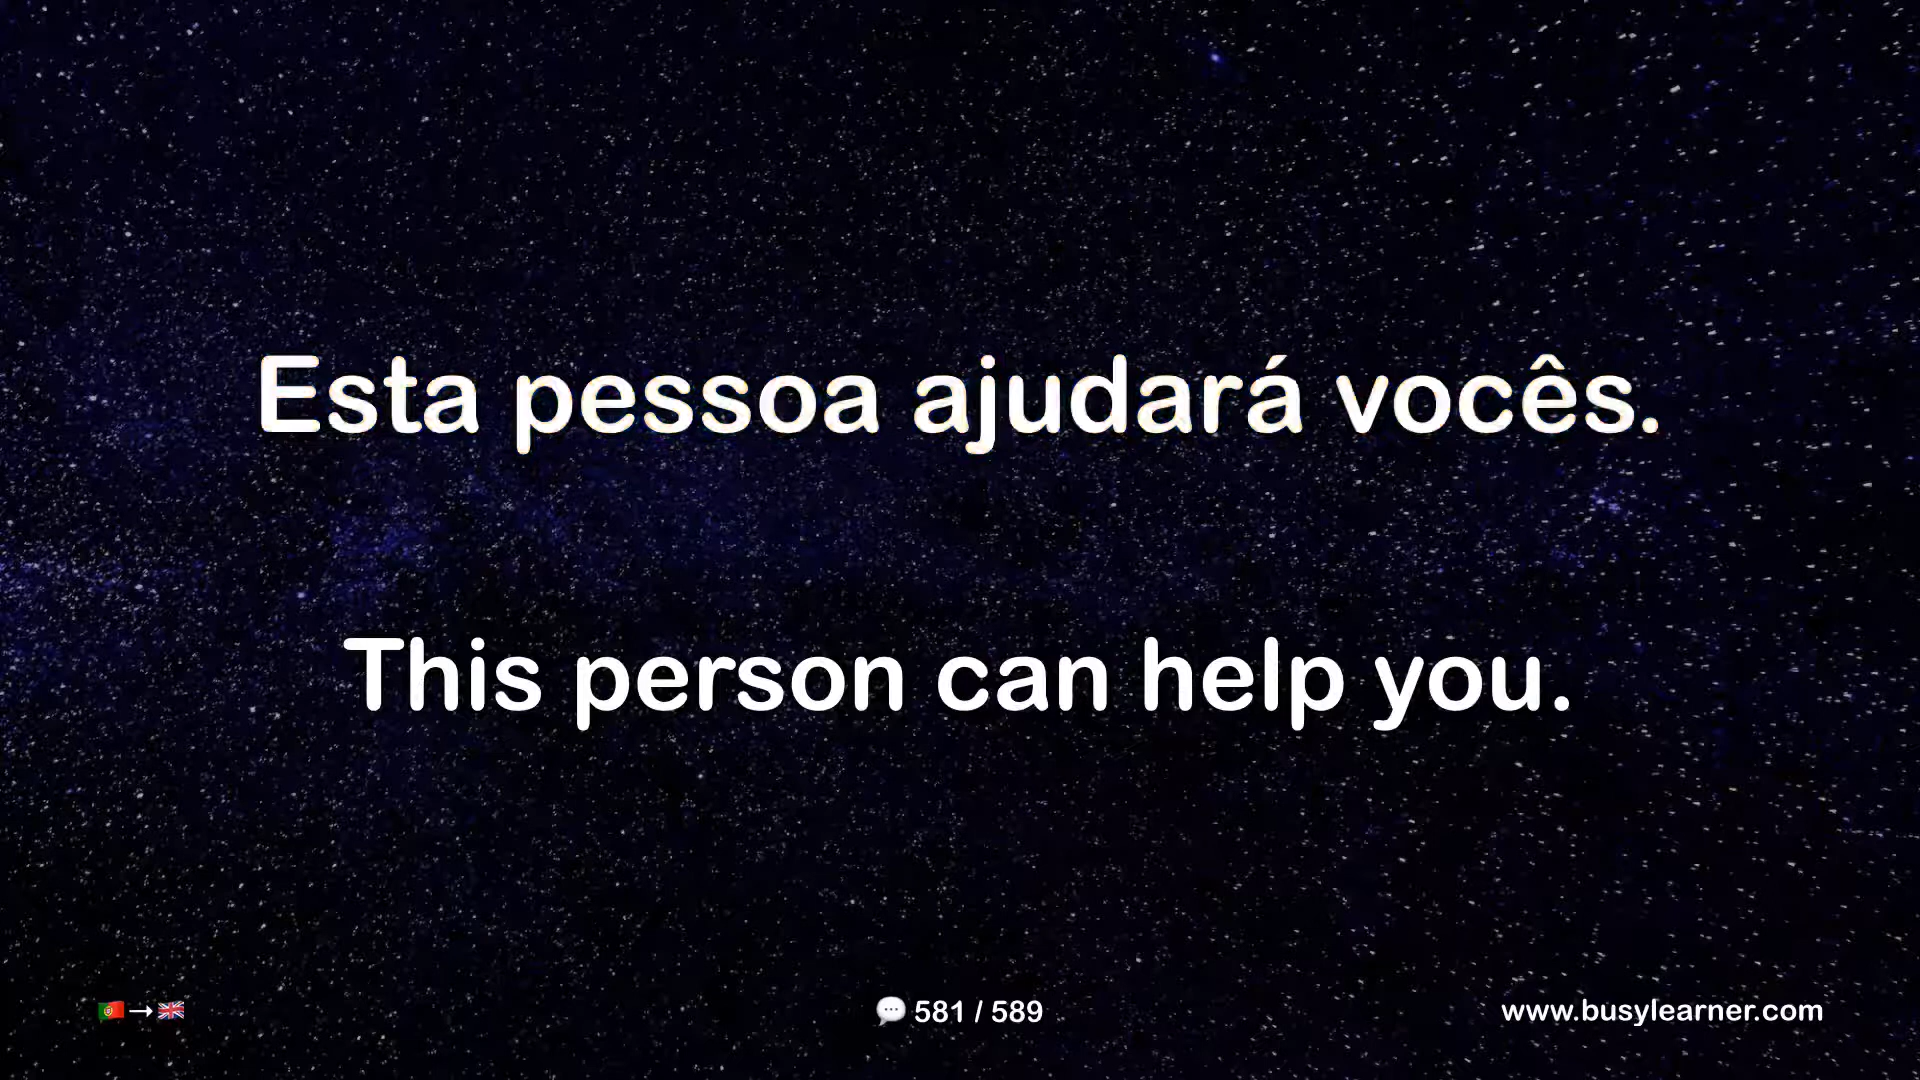 Esta pessoa ajudará vocês.
This person can help you.
🇵🇹→🇬🇧
💬 581 / 589
www.busylearner.com